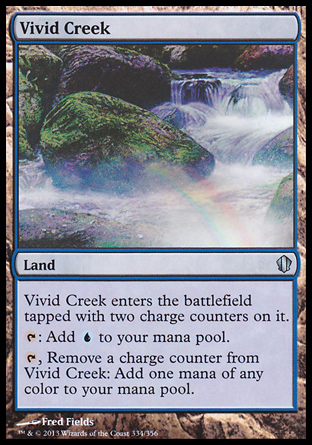 Vivid Creek
Land
Vivid Creek enters the battlefield
tapped with two charge counters on it.
: Add to your mana pool.
, Remove a charge counter from
Vivid Creek: Add one mana of any
color to your mana pool.
Fred Fields
™ & © 2013 Wizards of the Coast 334/356